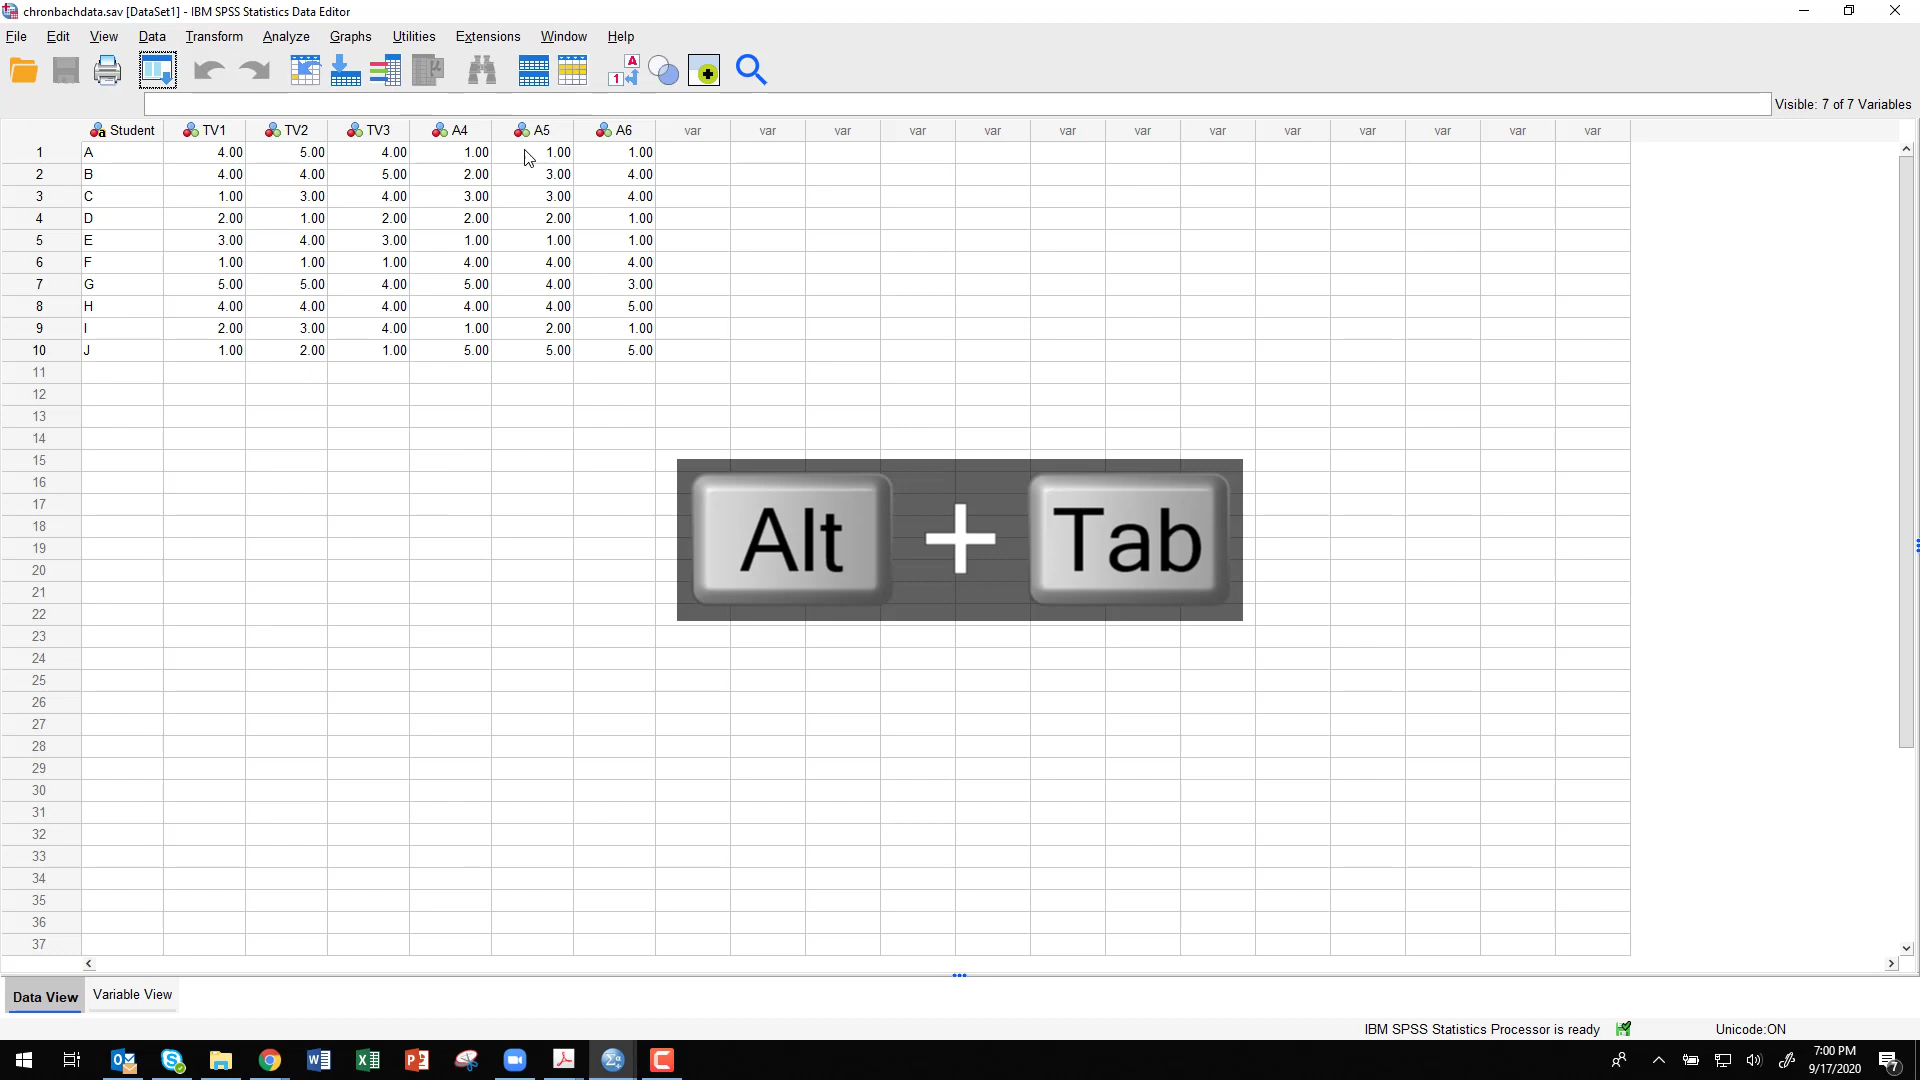 chronbachdata.sav [DataSet1] - IBM SPSS Statistics Data Editor
File Edit View Data Transform Analyze Graphs Utilities Extensions Window Help
Visible: 7 of 7 Variables
Student TV1 TV2 TV3 A4 A5 A6 var var var var var var var var var var var var var
1 A 4.00 5.00 4.00 1.00 1.00 1.00
2 B 4.00 4.00 5.00 2.00 3.00 4.00
3 C 1.00 3.00 4.00 3.00 3.00 4.00
4 D 2.00 1.00 2.00 2.00 2.00 1.00
5 E 3.00 4.00 3.00 1.00 1.00 1.00
6 F 1.00 1.00 1.00 4.00 4.00 4.00
7 G 5.00 5.00 4.00 5.00 4.00 3.00
8 H 4.00 4.00 4.00 4.00 4.00 5.00
9 I 2.00 3.00 4.00 1.00 2.00 1.00
10 J 1.00 2.00 1.00 5.00 5.00 5.00
11
12
13
14
15
16
17
18
19
20
21
22
23
24
25
26
27
28
29
30
31
32
33
34
35
36
37
Alt + Tab
Data View Variable View
IBM SPSS Statistics Processor is ready Unicode:ON
7:00 PM
9/17/2020
7